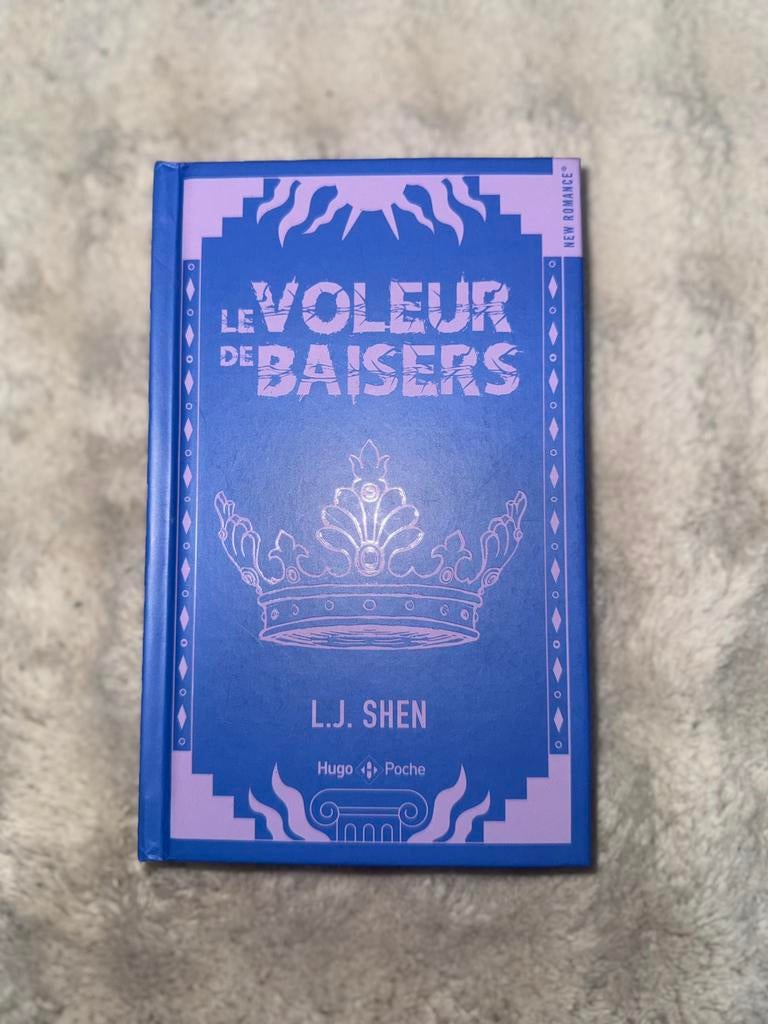 NEW ROMANCE®
LE VOLEUR
DE BAISERS
L.J. SHEN
Hugo Poche